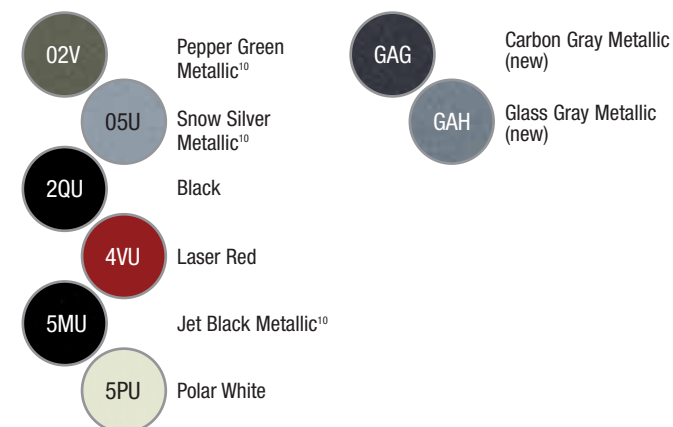 02V
Pepper Green
Metallic¹⁰
05U
Snow Silver
Metallic¹⁰
2QU
Black
4VU
Laser Red
5MU
Jet Black Metallic¹⁰
5PU
Polar White
GAG
Carbon Gray Metallic
(new)
GAH
Glass Gray Metallic
(new)